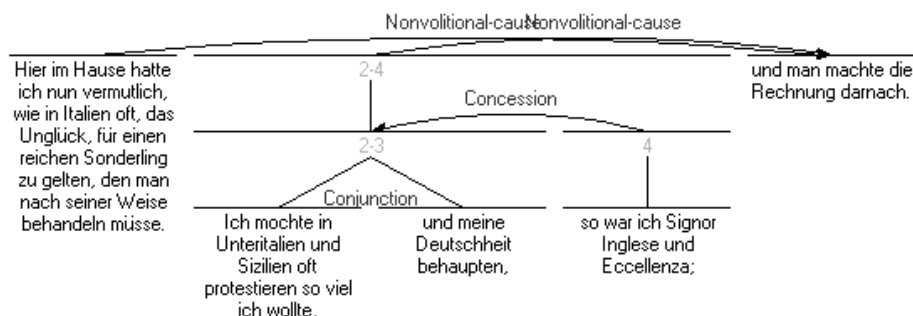 Nonvolitional-cause
Nonvolitional-cause
Hier im Hause hatte
ich nun vermutlich,
wie in Italien oft, das
Unglück, für einen
reichen Sonderling
zu gelten, den man
nach seiner Weise
behandeln müsse.
2-4
und man machte die
Rechnung darnach.
Concession
2-3
4
Conjunction
Ich mochte in
Unteritalien und
Sizilien oft
protestieren so viel
ich wollte,
und meine
Deutschheit
behaupten,
so war ich Signor
Inglese und
Eccellenza;